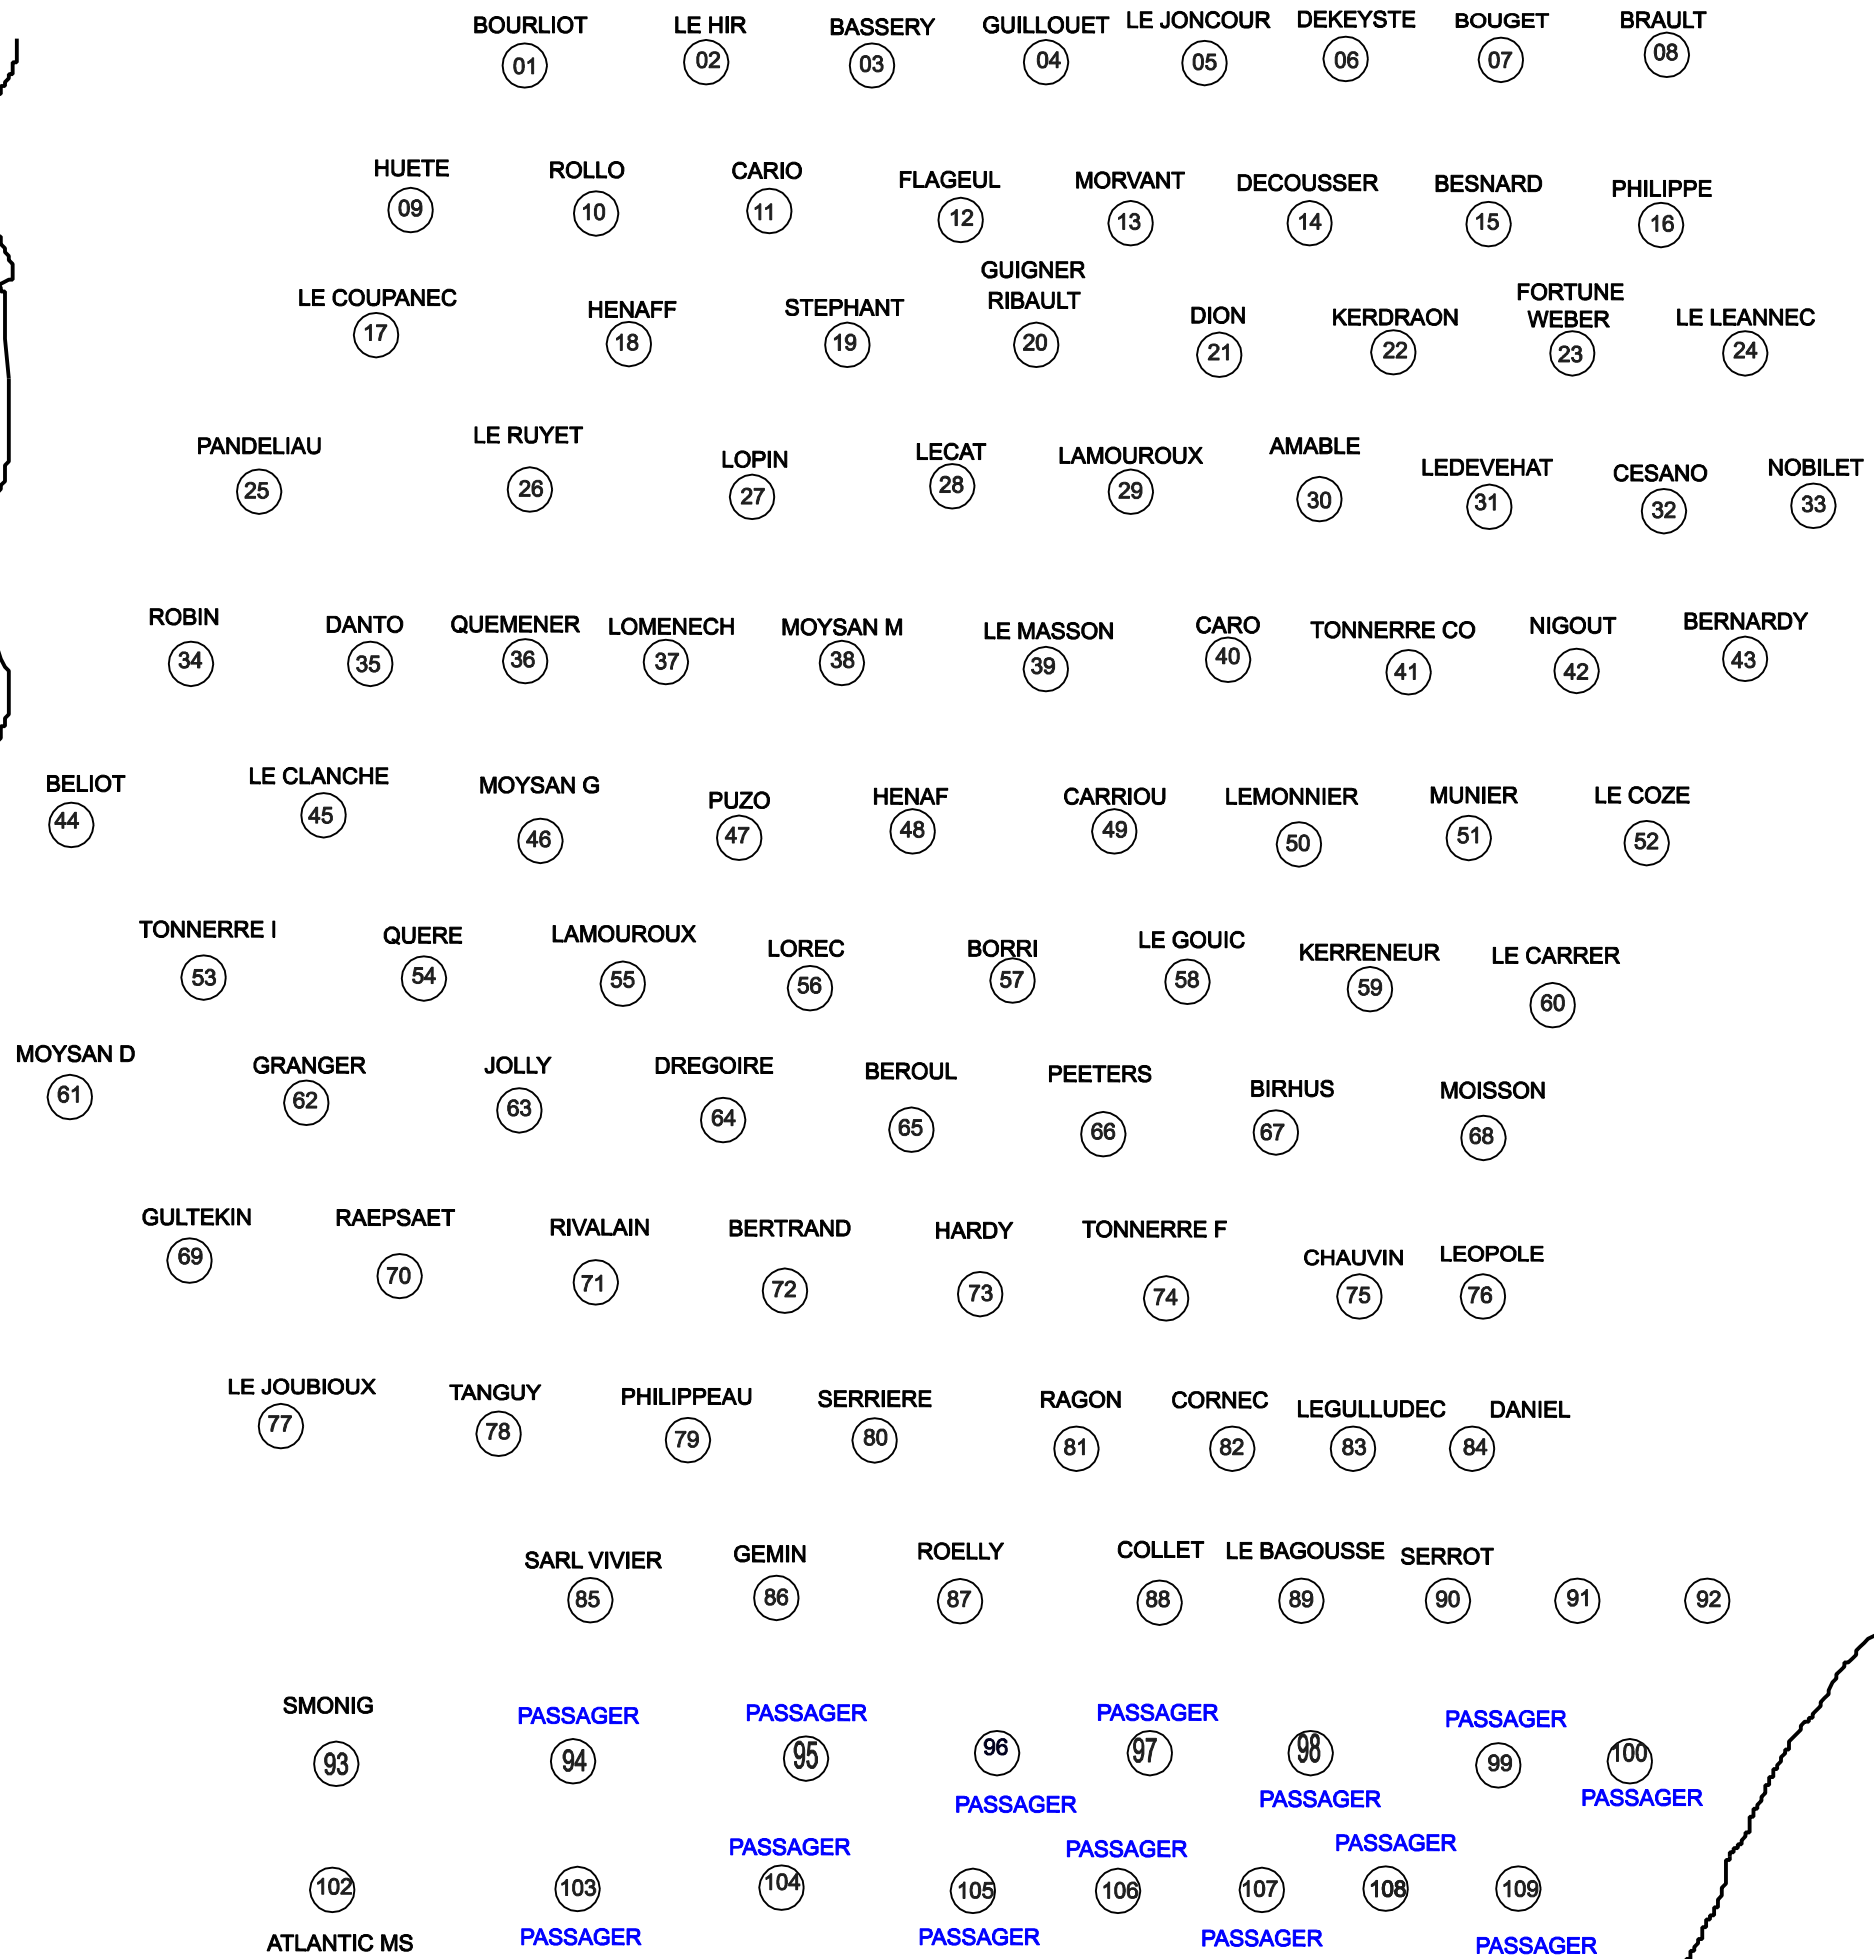 BOURLIOT LE HIR BASSERY GUILLOUET LE JONCOUR DEKEYSTE BOUGET BRAULT
01 02 03 04 05 06 07 08
HUETE ROLLO CARIO FLAGEUL MORVANT DECOUSSER BESNARD PHILIPPE
09 10 11 12 13 14 15 16
GUIGNER FORTUNE
LE COUPANEC HENAFF STEPHANT RIBAULT DION KERDRAON WEBER LE LEANNEC
17 18 19 20 21 22 23 24
PANDELIAU LE RUYET LOPIN LECAT LAMOUROUX AMABLE LEDEVEHAT CESANO NOBILET
25 26 27 28 29 30 31 32 33
ROBIN DANTO QUEMENER LOMENECH MOYSAN M LE MASSON CARO TONNERRE CO NIGOUT BERNARDY
34 35 36 37 38 39 40 41 42 43
BELIOT LE CLANCHE MOYSAN G PUZO HENAF CARRIOU LEMONNIER MUNIER LE COZE
44 45 46 47 48 49 50 51 52
TONNERRE I QUERE LAMOUROUX LOREC BORRI LE GOUIC KERRENEUR LE CARRER
53 54 55 56 57 58 59 60
MOYSAN D GRANGER JOLLY DREGOIRE BEROUL PEETERS BIRHUS MOISSON
61 62 63 64 65 66 67 68
GULTEKIN RAEPSAET RIVALAIN BERTRAND HARDY TONNERRE F CHAUVIN LEOPOLE
69 70 71 72 73 74 75 76
LE JOUBIOUX TANGUY PHILIPPEAU SERRIERE RAGON CORNEC LEGULLUDEC DANIEL
77 78 79 80 81 82 83 84
SARL VIVIER GEMIN ROELLY COLLET LE BAGOUSSE SERROT
85 86 87 88 89 90 91 92
SMONIG PASSAGER PASSAGER PASSAGER PASSAGER
93 94 95 96 97 98 99 100
PASSAGER PASSAGER PASSAGER
PASSAGER PASSAGER PASSAGER
102 103 104 105 106 107 108 109
ATLANTIC MS PASSAGER PASSAGER PASSAGER PASSAGER